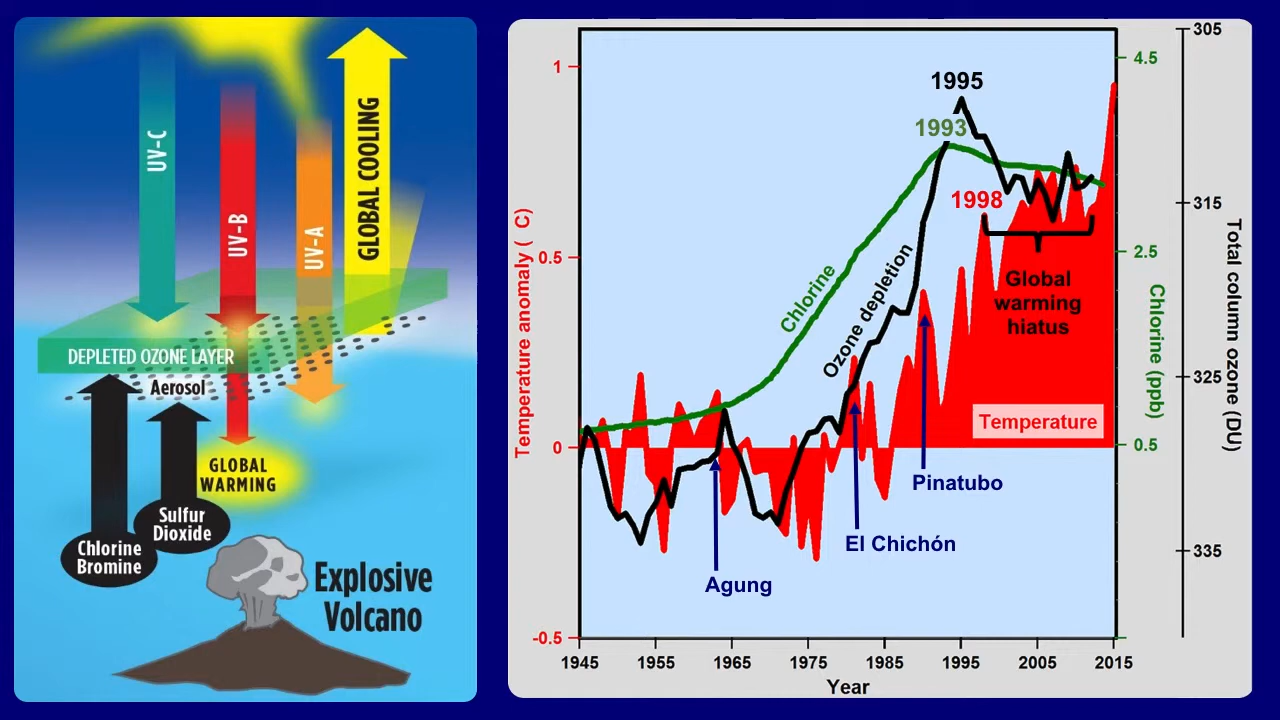 UV-C
UV-B
UV-A
GLOBAL COOLING
DEPLETED OZONE LAYER
Aerosol
GLOBAL
WARMING
Sulfur
Dioxide
Chlorine
Bromine
Explosive
Volcano
Temperature anomaly ( C)
1
0.5
0
-0.5
1995
1993
1998
Chlorine
Ozone depletion
Global
warming
hiatus
Temperature
Pinatubo
El Chichón
Agung
1945 1955 1965 1975 1985 1995 2005 2015
Year
4.5
2.5
0.5
Chlorine (ppb)
305
315
325
335
Total column ozone (DU)